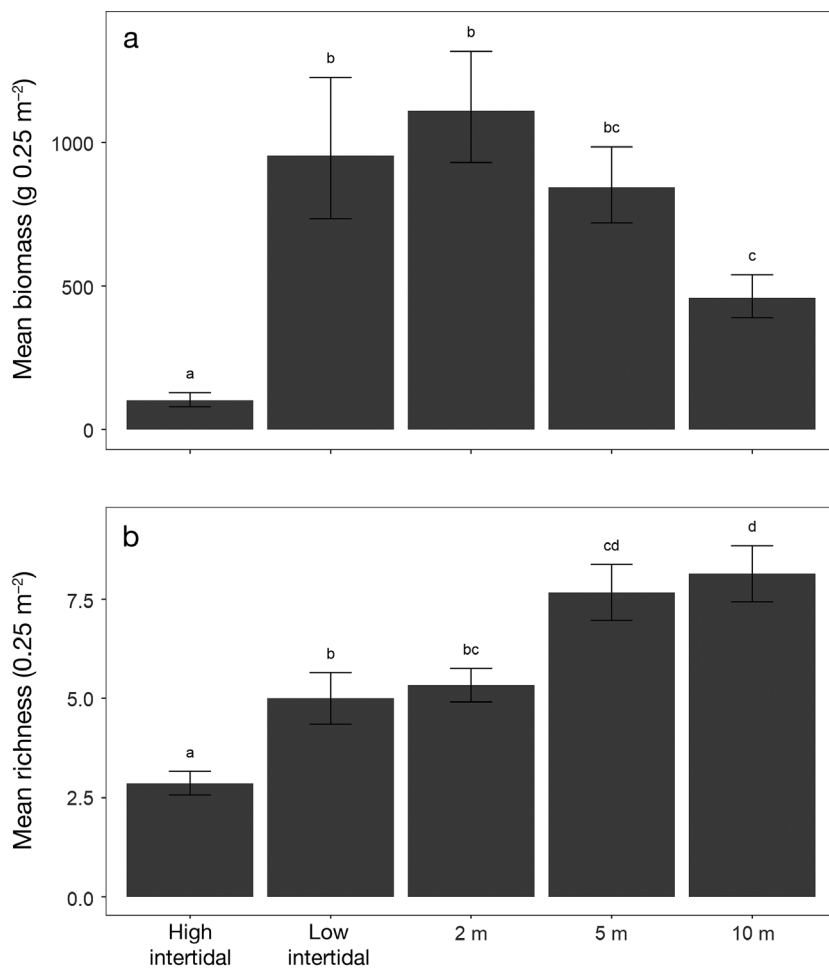 a
Mean biomass (g 0.25 m⁻²)
1000
500
0
a
b
b
bc
c
b
Mean richness (0.25 m⁻²)
7.5
5.0
2.5
0.0
a
b
bc
cd
d
High
intertidal
Low
intertidal
2 m
5 m
10 m